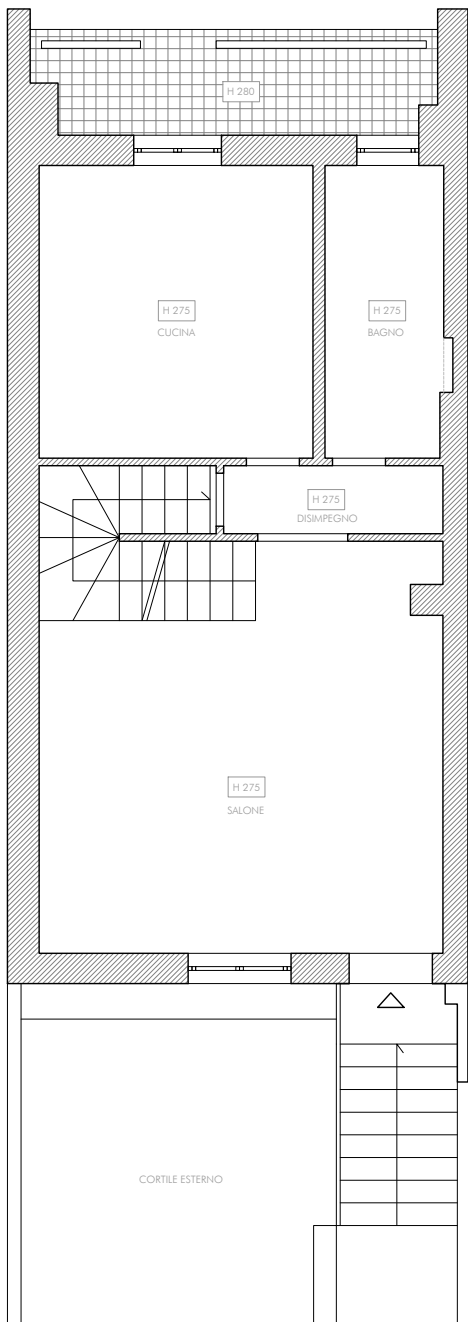 H 280
H 275
CUCINA
H 275
BAGNO
H 275
DISIMPEGNO
H 275
SALONE
CORTILE ESTERNO